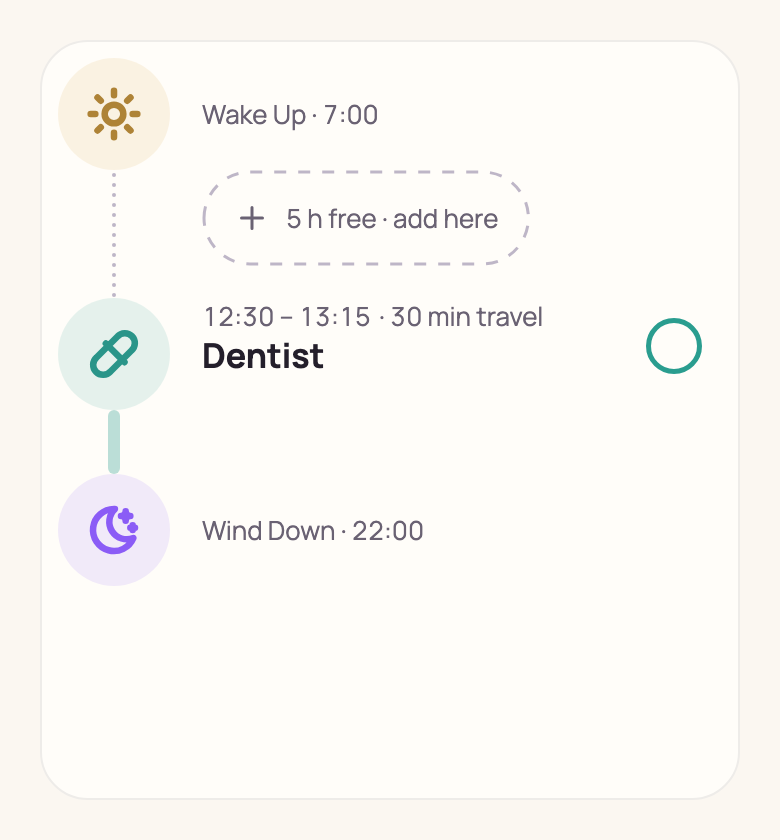 Wake Up · 7:00
5 h free · add here
12:30 – 13:15 · 30 min travel
Dentist
Wind Down · 22:00